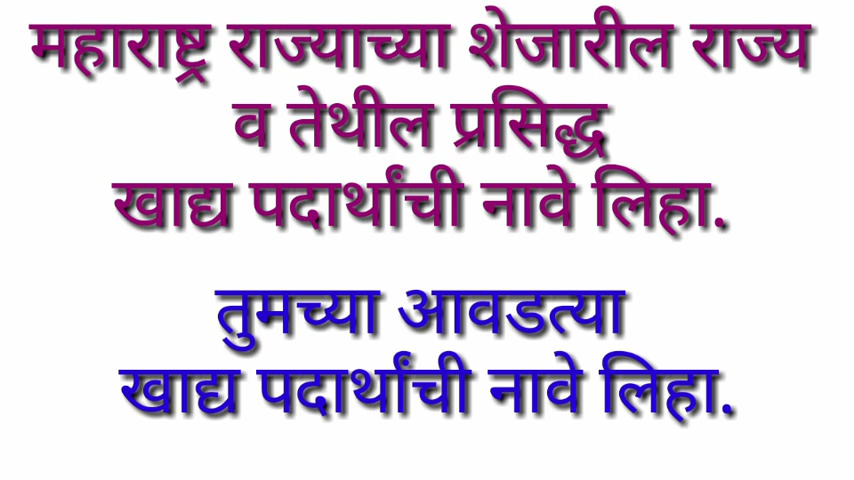 महाराष्ट्र राज्याच्या शेजारील राज्य
व तेथील प्रसिद्ध
खाद्य पदार्थांची नावे लिहा.
तुमच्या आवडत्या
खाद्य पदार्थांची नावे लिहा.